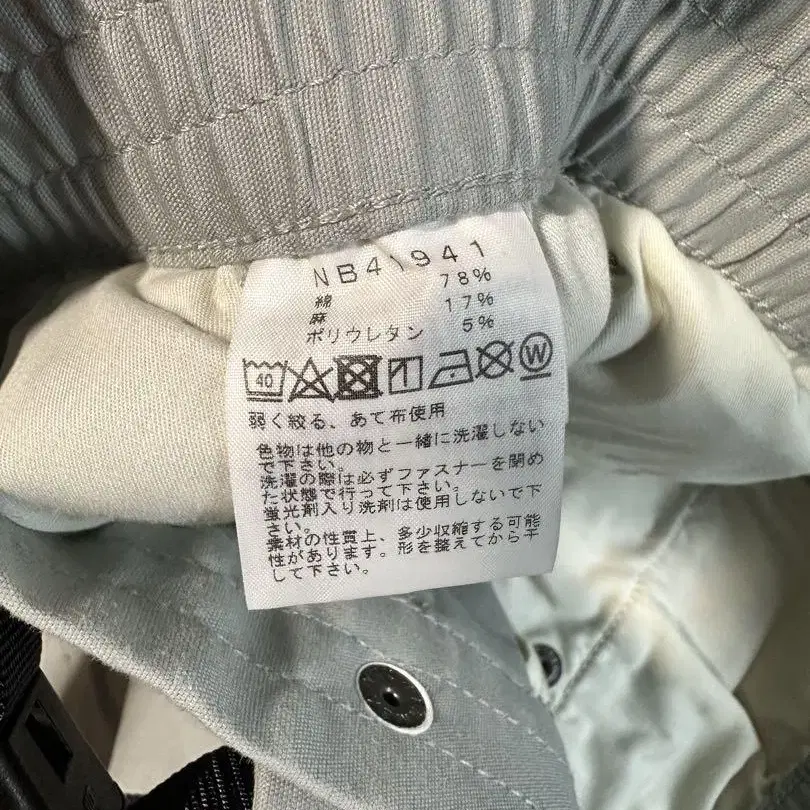 NB41941
綿 78%
麻 17%
ポリウレタン 5%
40 W
弱く絞る、あて布使用
色物は他の物と一緒に洗濯しない
で下さい。
洗濯の際は必ずファスナーを閉め
た状態で行って下さい。
蛍光剤入り洗剤は使用しないで下
さい。
素材の性質上、多少収縮する可能
性があります。形を整えてから干
して下さい。